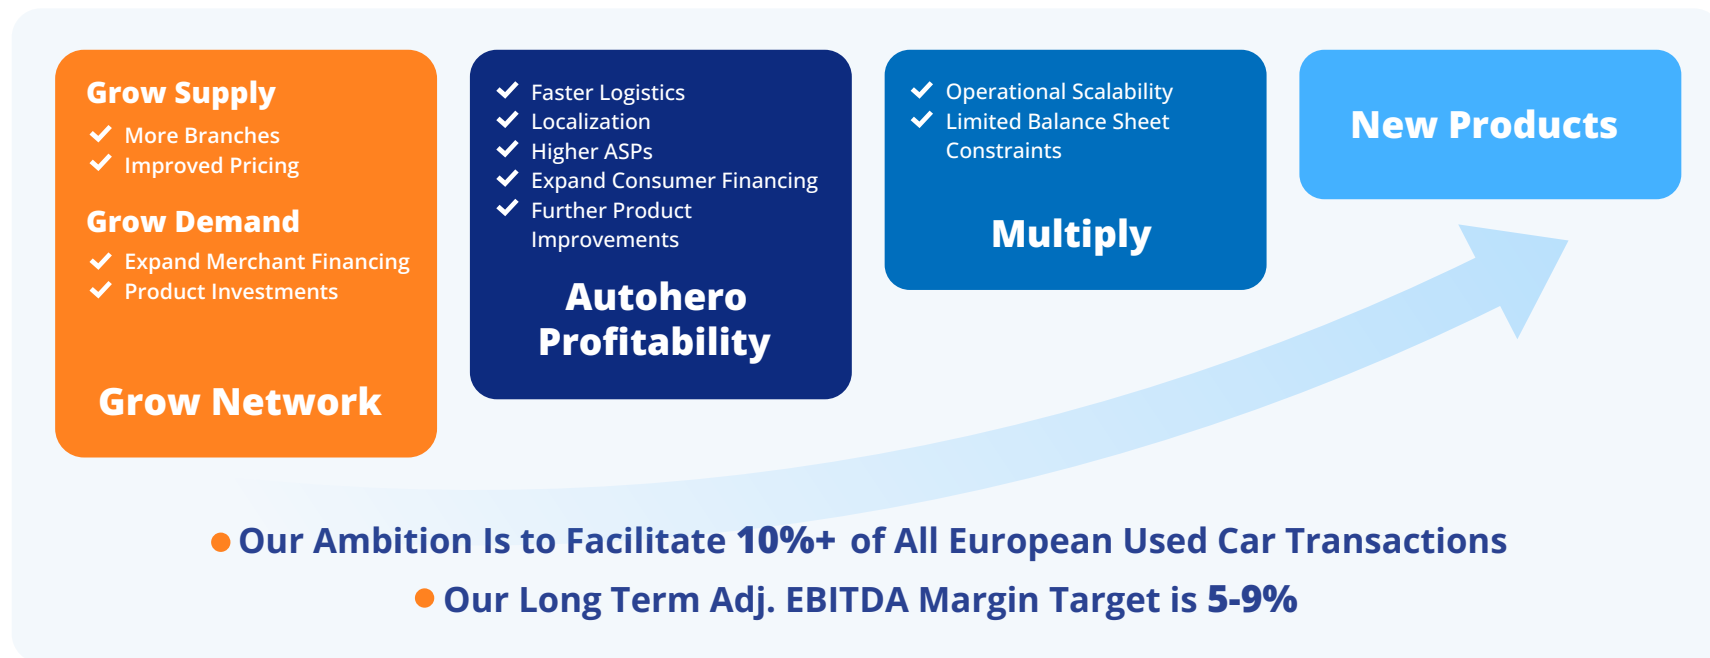 Grow Supply
More Branches
Improved Pricing
Grow Demand
Expand Merchant Financing
Product Investments
Grow Network
Faster Logistics
Localization
Higher ASPs
Expand Consumer Financing
Further Product
Improvements
Autohero
Profitability
Operational Scalability
Limited Balance Sheet
Constraints
Multiply
New Products
Our Ambition Is to Facilitate 10%+ of All European Used Car Transactions
Our Long Term Adj. EBITDA Margin Target is 5-9%